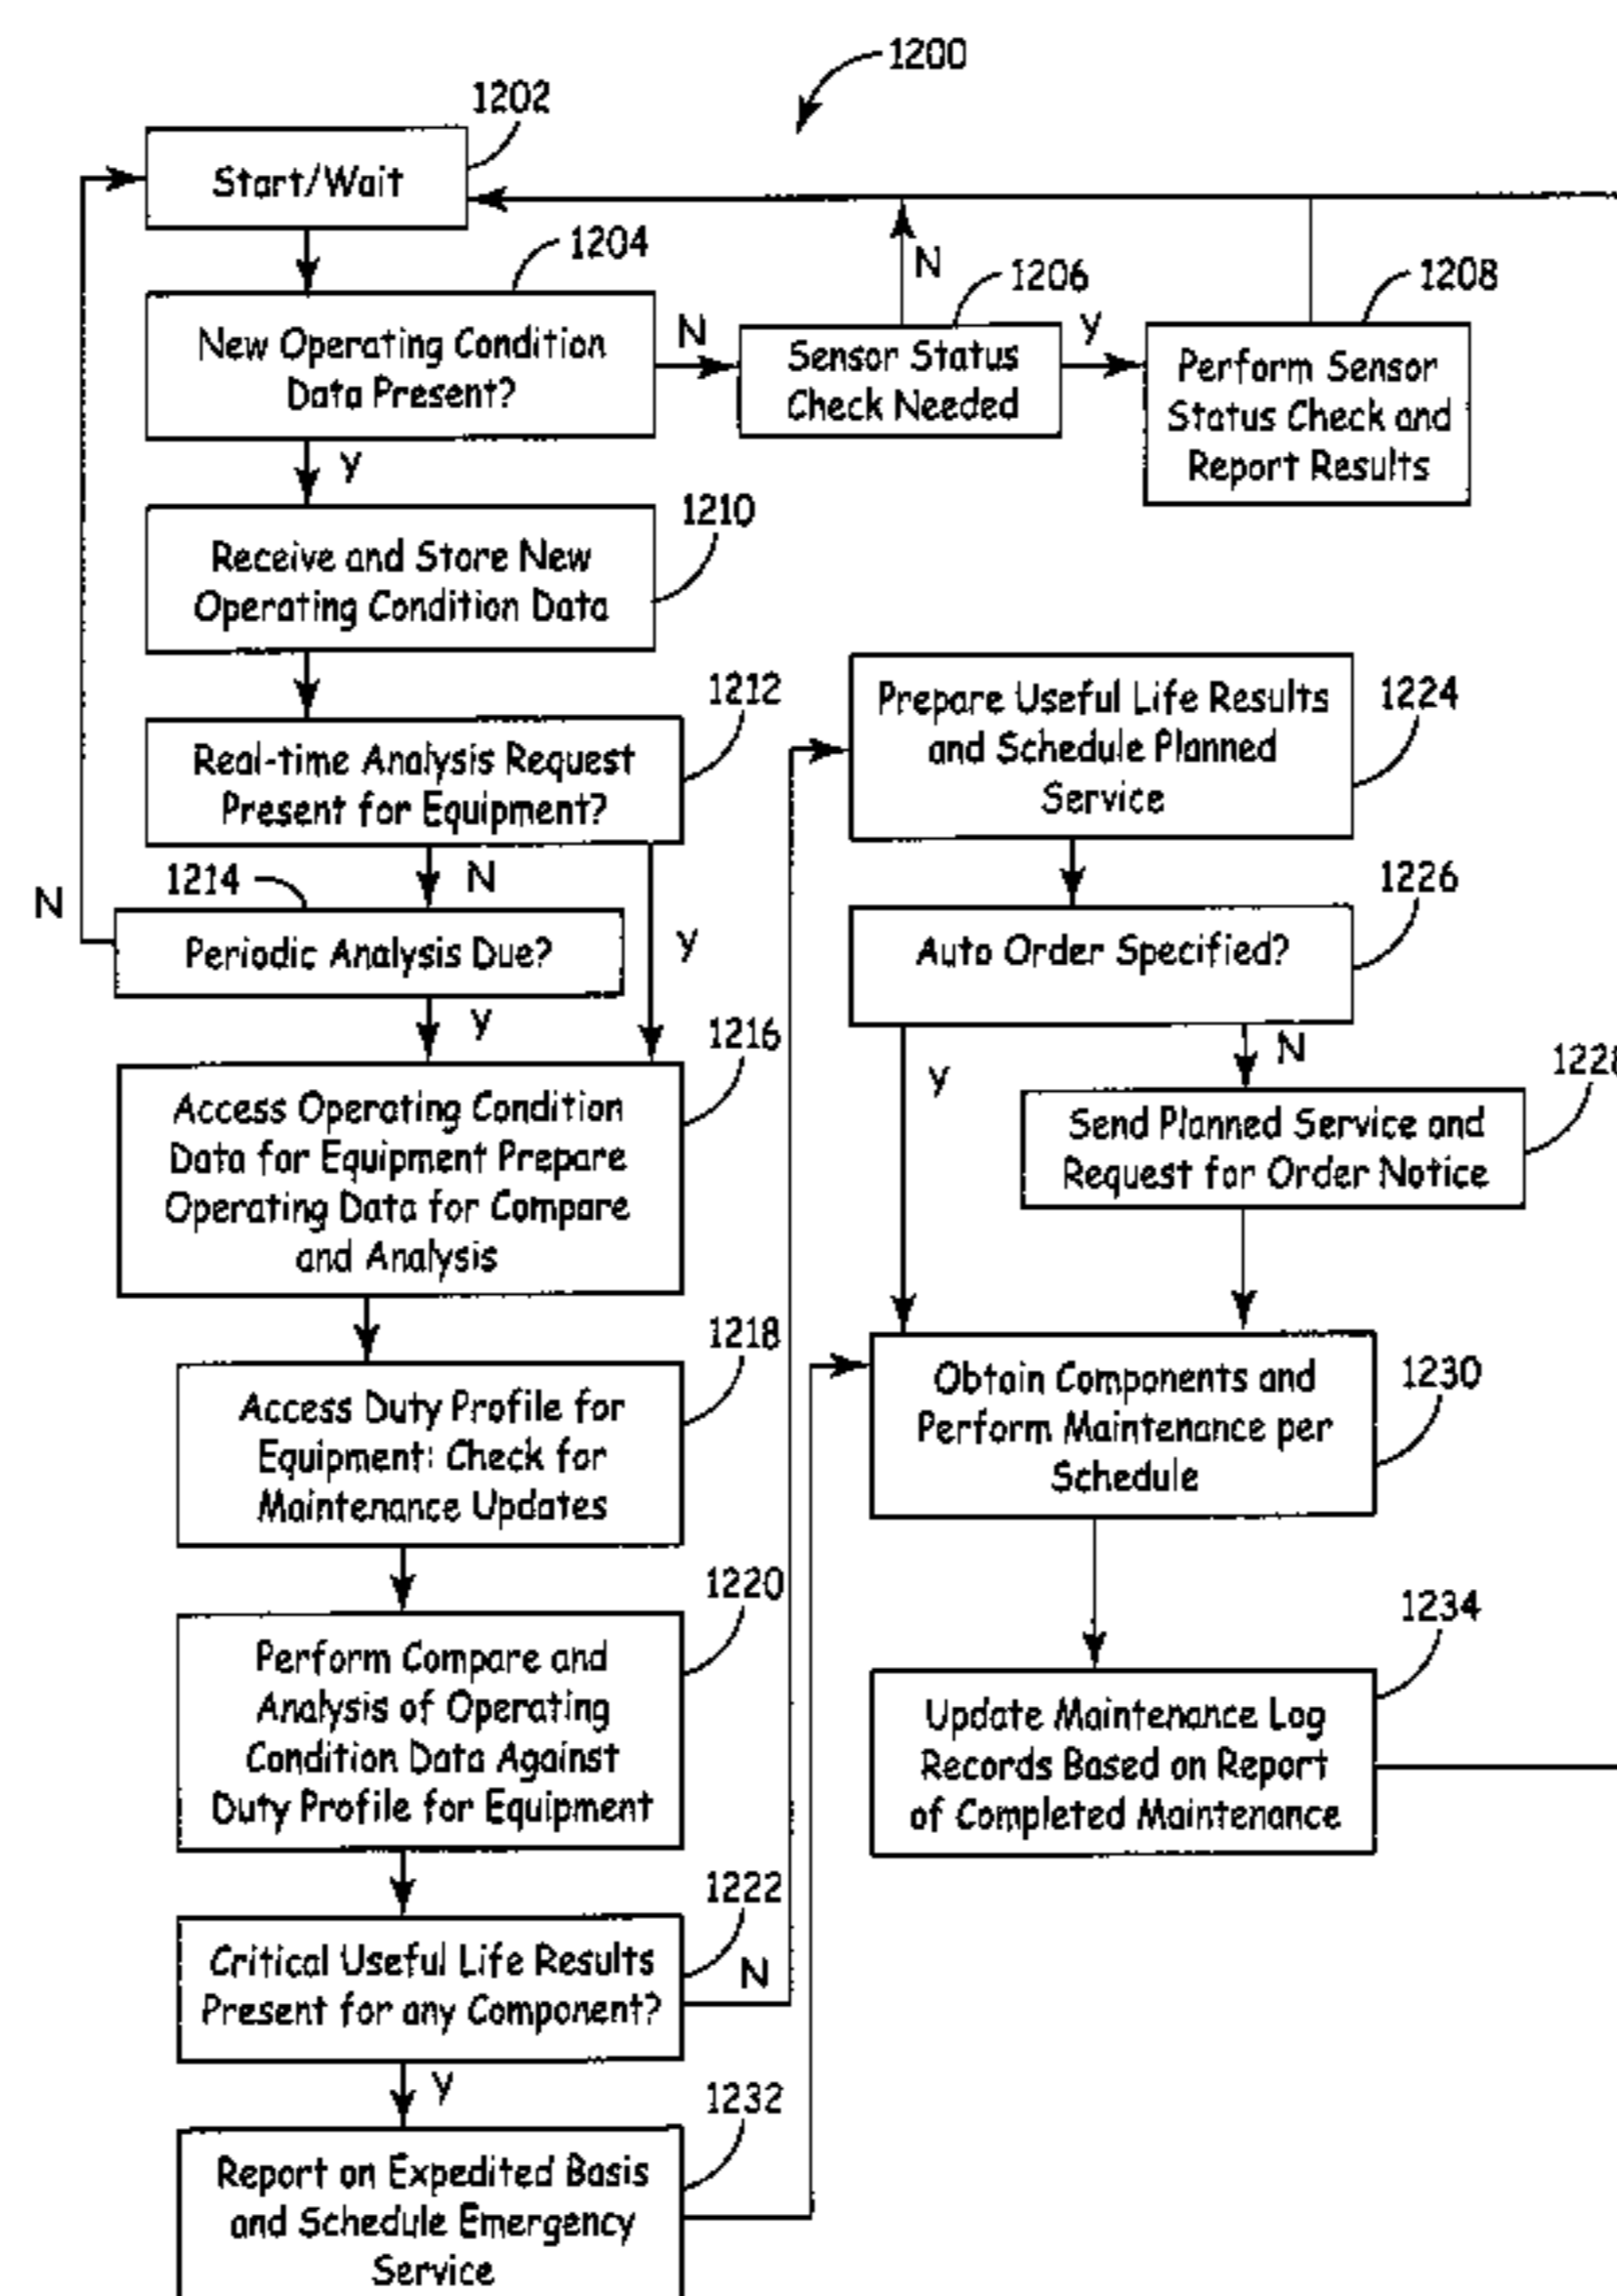 1200
1202
Start/Wait
1204
New Operating Condition
Data Present?
N
N
1206
Sensor Status
Check Needed
Y
1208
Perform Sensor
Status Check and
Report Results
Y
1210
Receive and Store New
Operating Condition Data
1212
Real-time Analysis Request
Present for Equipment?
N
1214
N
Periodic Analysis Due?
Y
Y
1216
Access Operating Condition
Data for Equipment Prepare
Operating Data for Compare
and Analysis
1218
Access Duty Profile for
Equipment: Check for
Maintenance Updates
1220
Perform Compare and
Analysis of Operating
Condition Data Against
Duty Profile for Equipment
1222
Critical Useful Life Results
Present for any Component?
N
Y
1232
Report on Expedited Basis
and Schedule Emergency
Service
1224
Prepare Useful Life Results
and Schedule Planned
Service
1226
Auto Order Specified?
Y
N
1228
Send Planned Service and
Request for Order Notice
1230
Obtain Components and
Perform Maintenance per
Schedule
1234
Update Maintenance Log
Records Based on Report
of Completed Maintenance